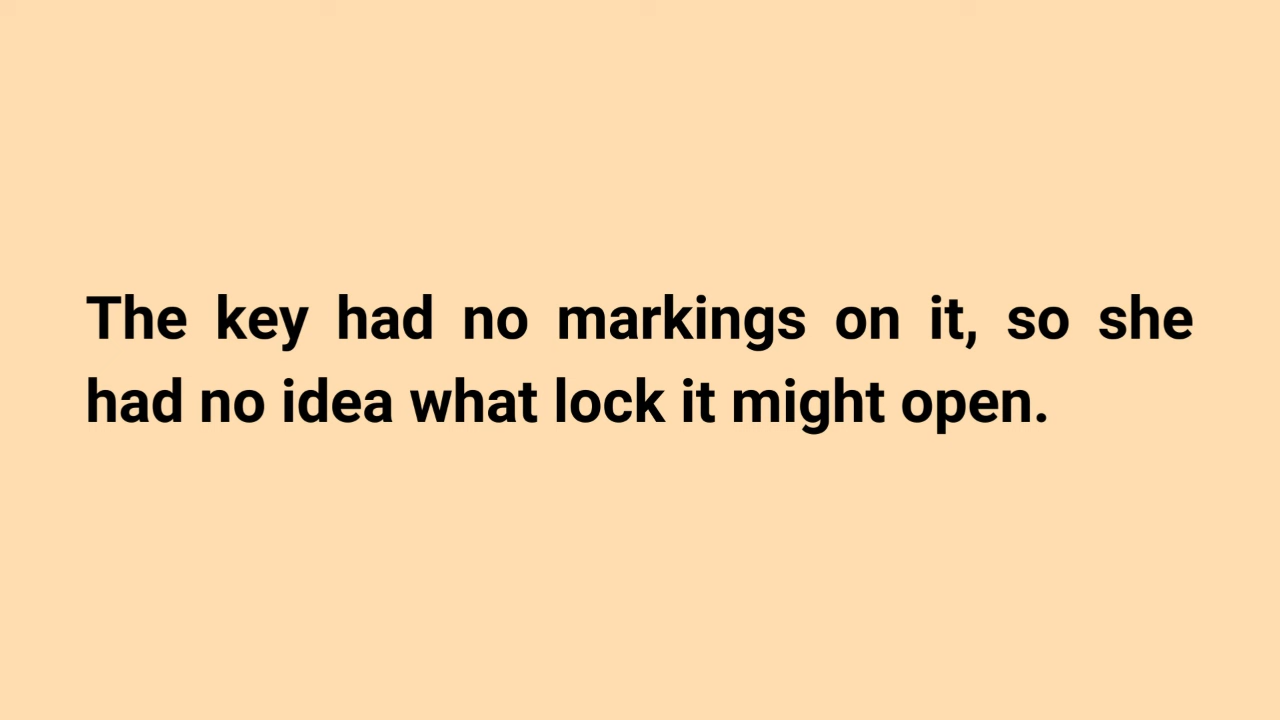 The key had no markings on it, so she
had no idea what lock it might open.